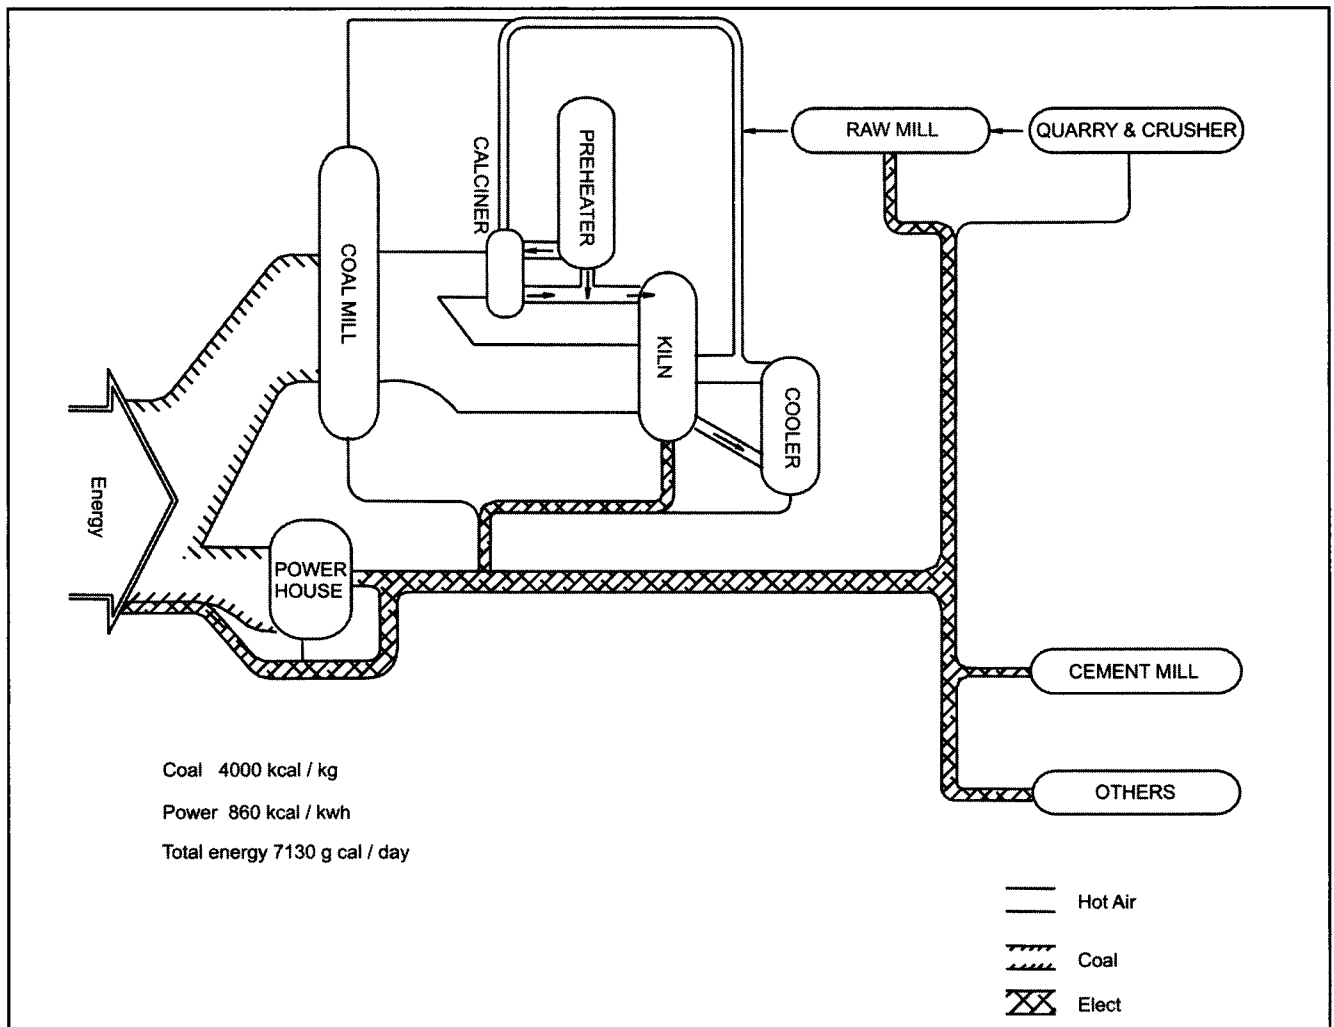 RAW MILL
QUARRY & CRUSHER
CALCINER
PREHEATER
COAL MILL
KILN
COOLER
Energy
POWER
HOUSE
CEMENT MILL
OTHERS
Coal 4000 kcal / kg
Power 860 kcal / kwh
Total energy 7130 g cal / day
Hot Air
Coal
Elect